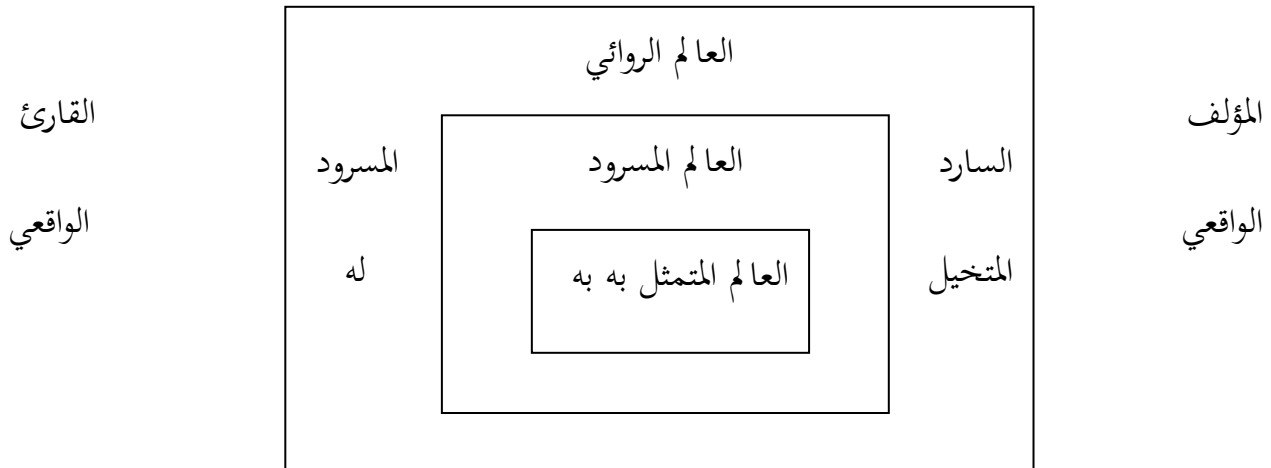 العالم الروائي
المؤلف القارئ
السارد العالم المسرود المسرود
الواقعي الواقعي
المتخيل العالم المتمثل به به له